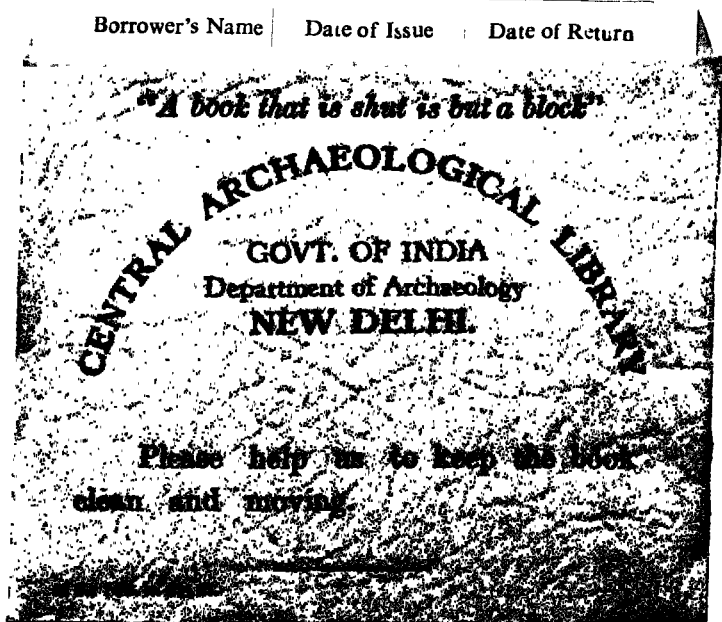 Borrower's Name Date of Issue Date of Return
"A book that is shut is but a block"
CENTRAL ARCHAEOLOGICAL LIBRARY
GOVT. OF INDIA
Department of Archaeology
NEW DELHI.
Please help us to keep the book
clean and moving.